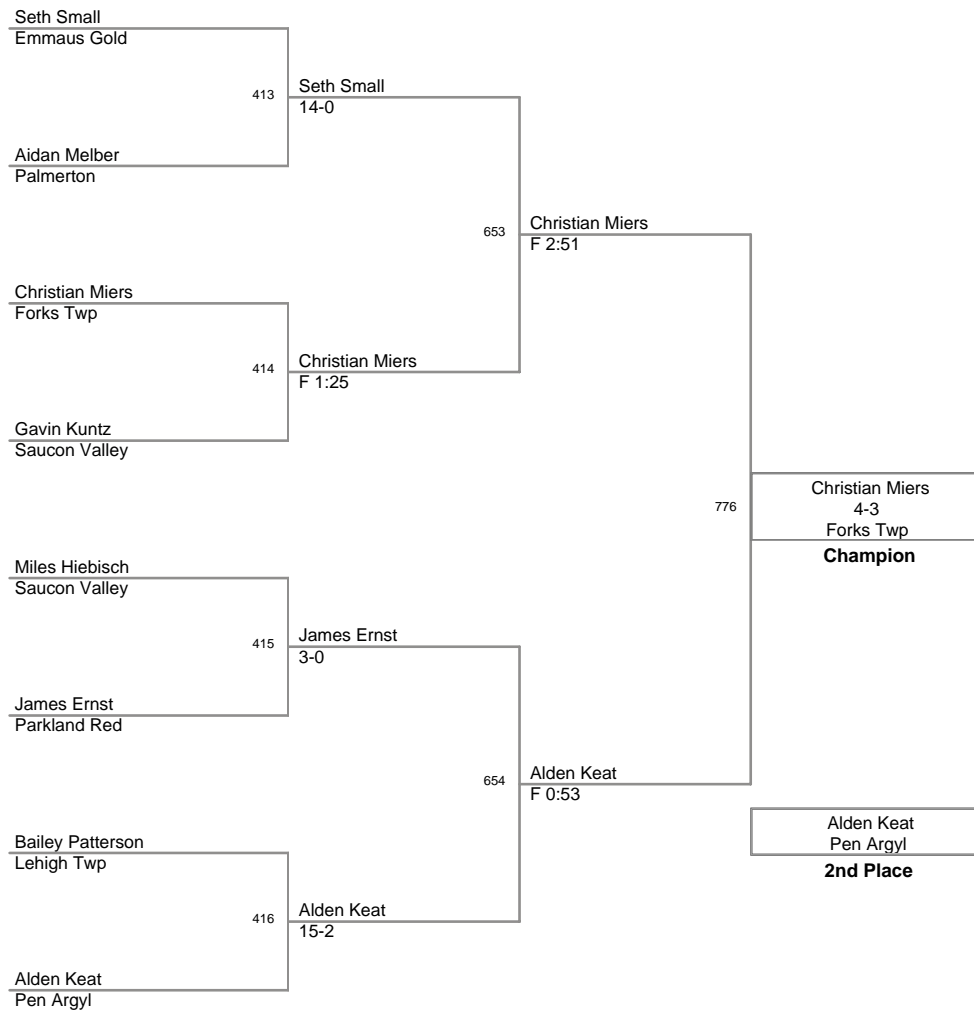 Seth Small
Emmaus Gold
413
Seth Small
14-0
Aidan Melber
Palmerton
653
Christian Miers
F 2:51
Christian Miers
Forks Twp
414
Christian Miers
F 1:25
Gavin Kuntz
Saucon Valley
776
Christian Miers
4-3
Forks Twp
Champion
Miles Hiebisch
Saucon Valley
415
James Ernst
3-0
James Ernst
Parkland Red
654
Alden Keat
F 0:53
Bailey Patterson
Lehigh Twp
416
Alden Keat
15-2
Alden Keat
Pen Argyl
Alden Keat
Pen Argyl
2nd Place